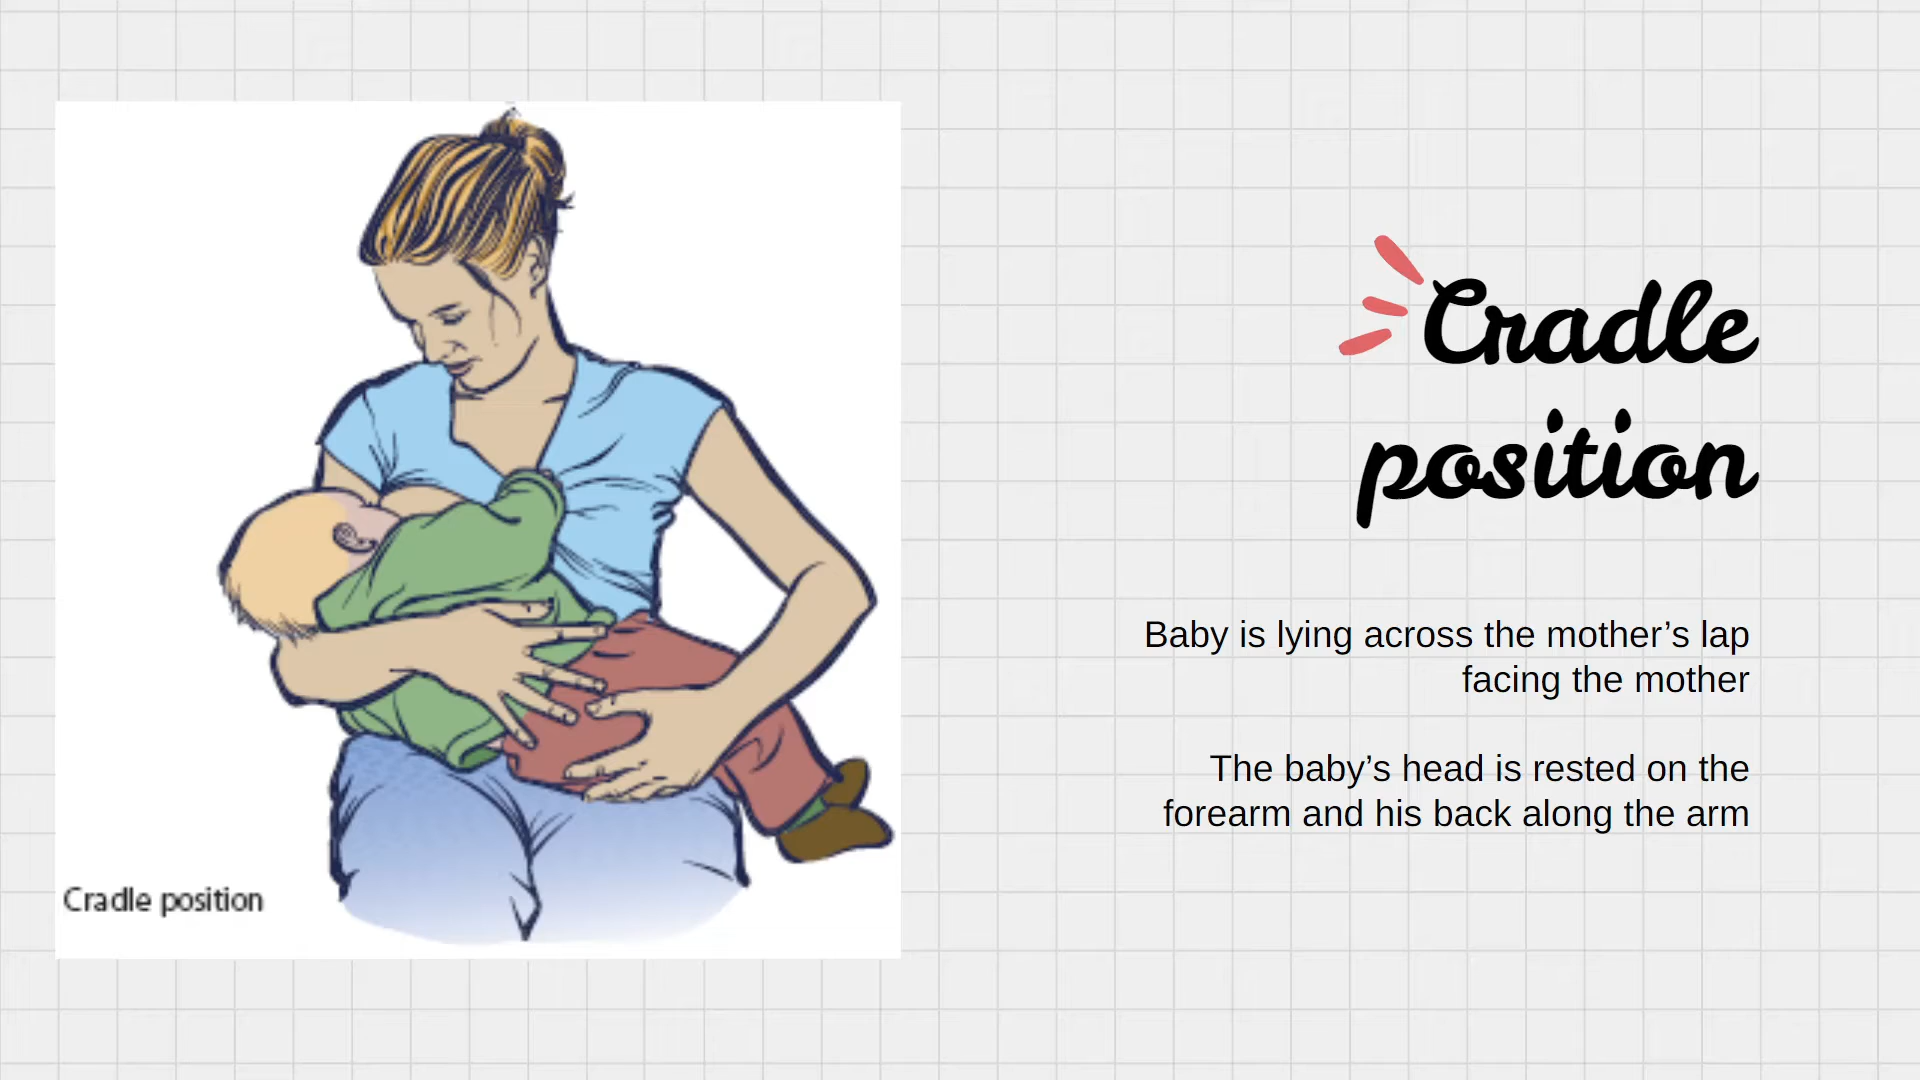 Cradle position
Cradle
position
Baby is lying across the mother’s lap
facing the mother
The baby’s head is rested on the
forearm and his back along the arm